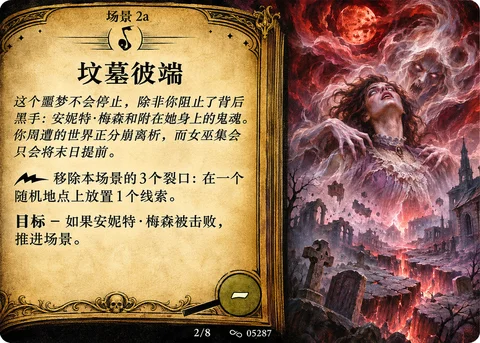 场景 2a
坟墓彼端
这个噩梦不会停止，除非你阻止了背后
黑手：安妮特·梅森和附在她身上的鬼魂。
你周遭的世界正分崩离析，而女巫集会
只会将末日提前。
移除本场景的3个裂口：在一个
随机地点上放置1个线索。
目标 – 如果安妮特·梅森被击败，
推进场景。
–
2/8 05287